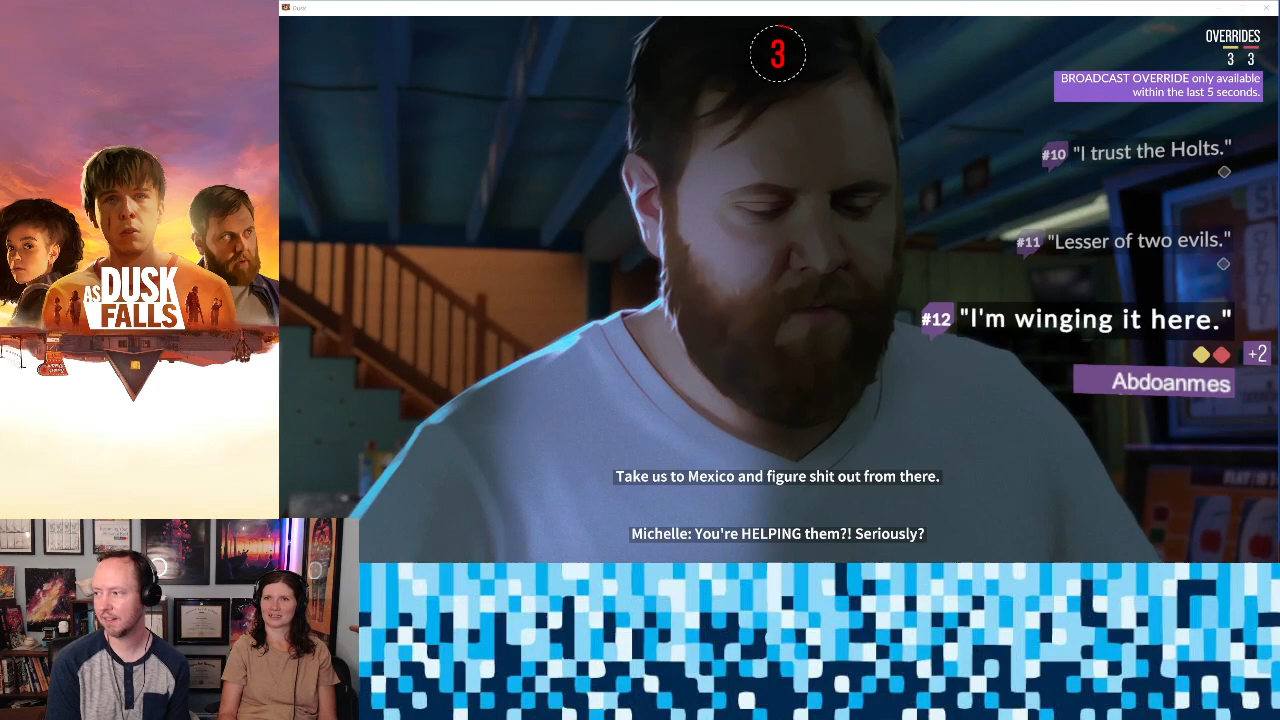 Dusk
3
OVERRIDES
3 3
BROADCAST OVERRIDE only available
within the last 5 seconds.
#10 "I trust the Holts."
#11 "Lesser of two evils."
#12 "I'm winging it here."
+2
Abdoanmes
AS DUSK
FALLS
Take us to Mexico and figure shit out from there.
Michelle: You're HELPING them?! Seriously?